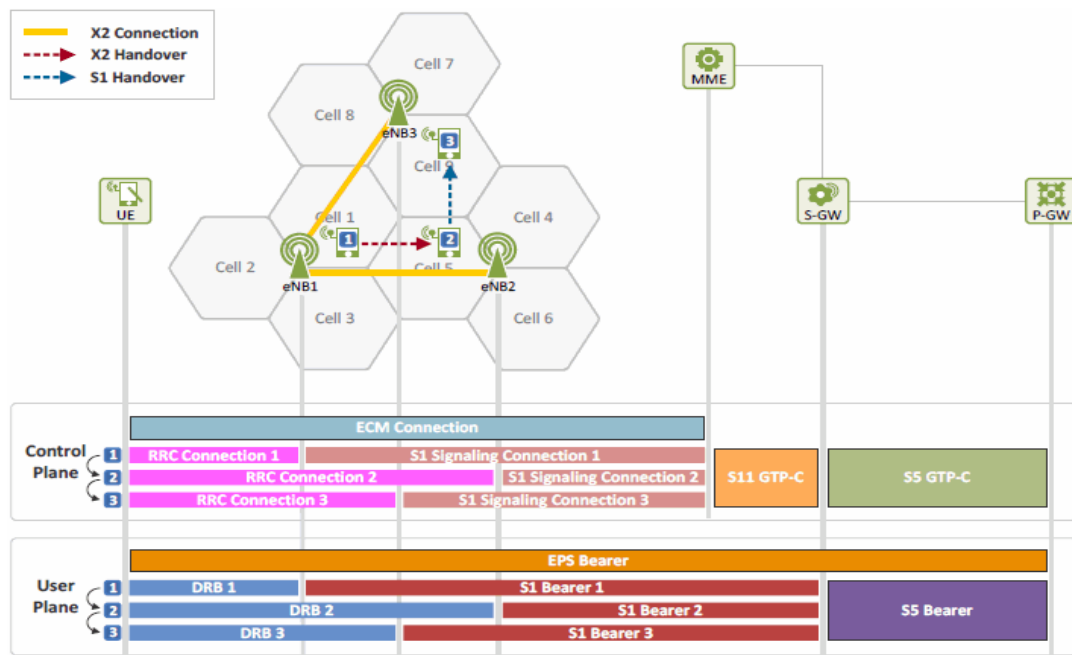 X2 Connection
X2 Handover
S1 Handover
Cell 7
MME
Cell 8
eNB3
3
Cell 9
UE
Cell 1
Cell 4
S-GW
P-GW
1
2
Cell 2
Cell 5
eNB1
eNB2
Cell 3
Cell 6
ECM Connection
Control Plane
1
RRC Connection 1
S1 Signaling Connection 1
2
RRC Connection 2
S1 Signaling Connection 2
3
RRC Connection 3
S1 Signaling Connection 3
S11 GTP-C
S5 GTP-C
EPS Bearer
User Plane
1
DRB 1
S1 Bearer 1
2
DRB 2
S1 Bearer 2
3
DRB 3
S1 Bearer 3
S5 Bearer